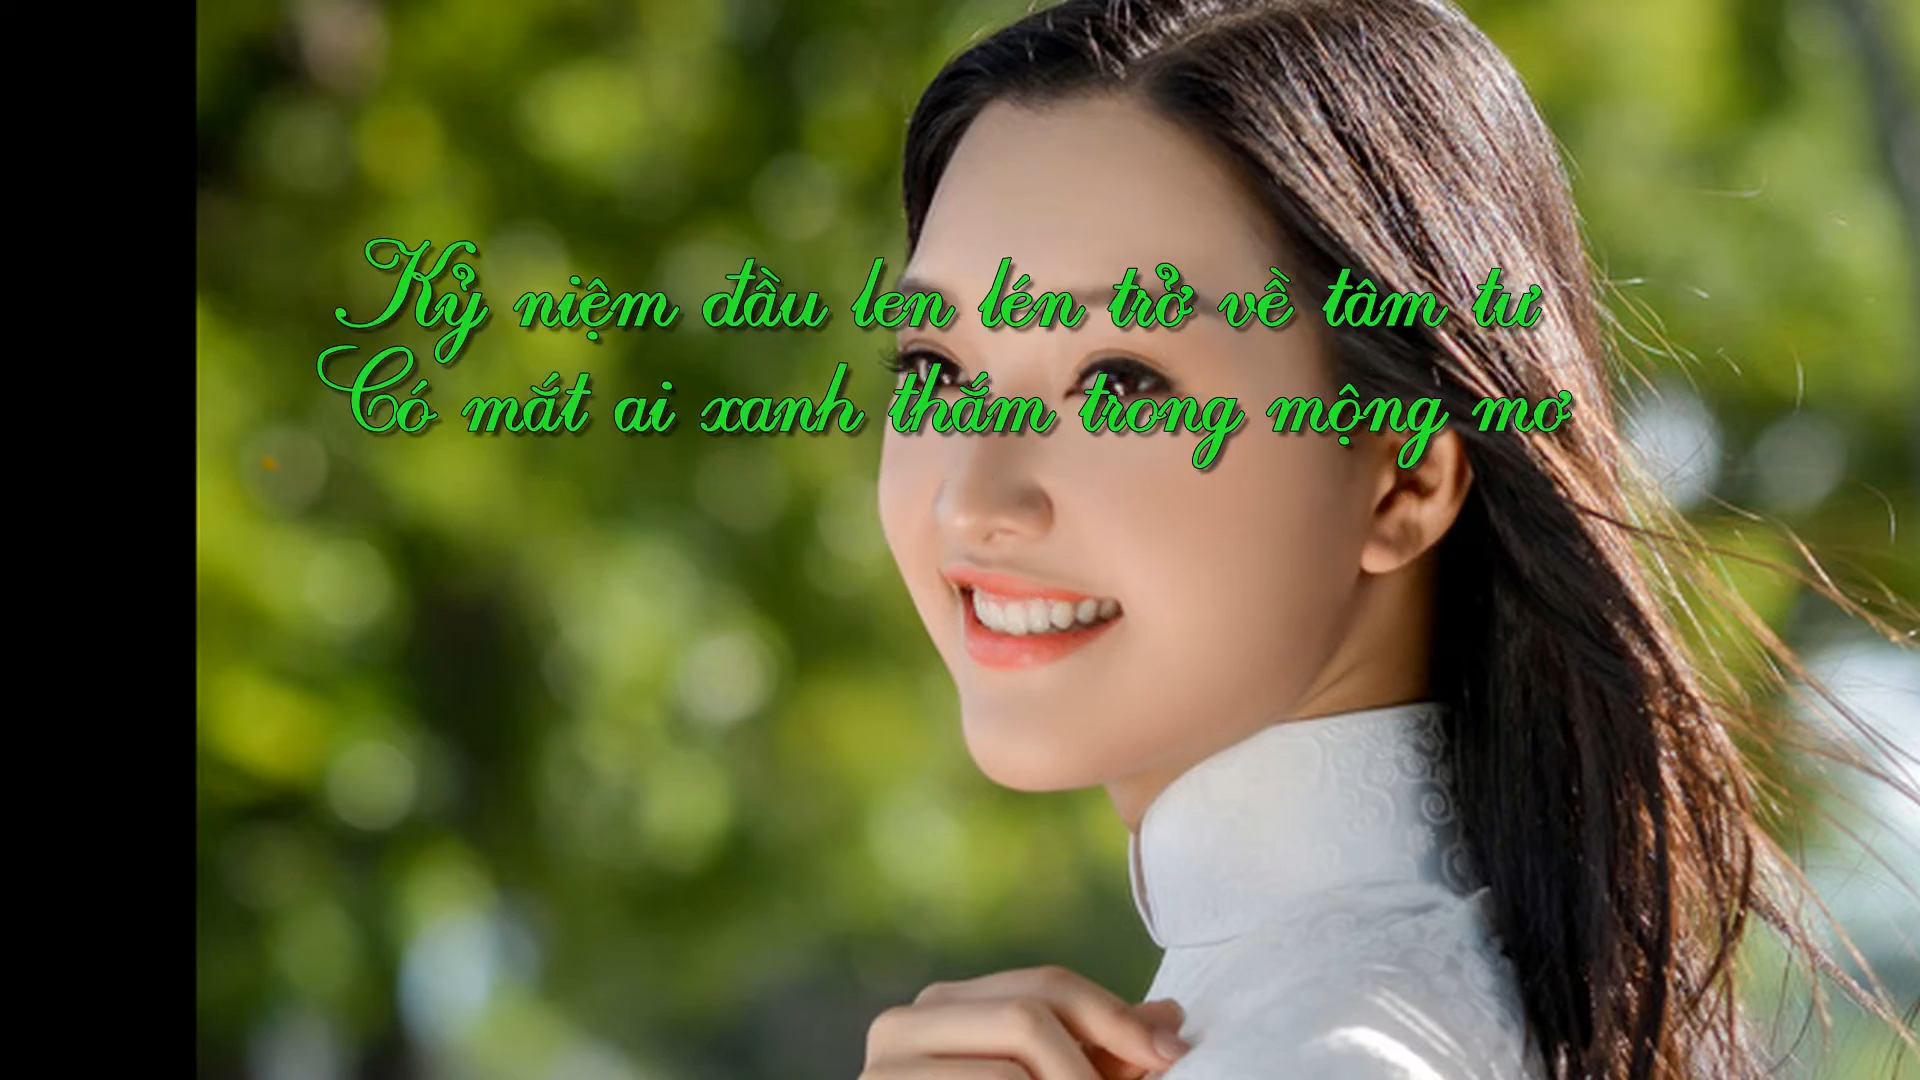 Kỷ niệm đầu len lén trở về tâm tư
Có mắt ai xanh thắm trong mộng mơ